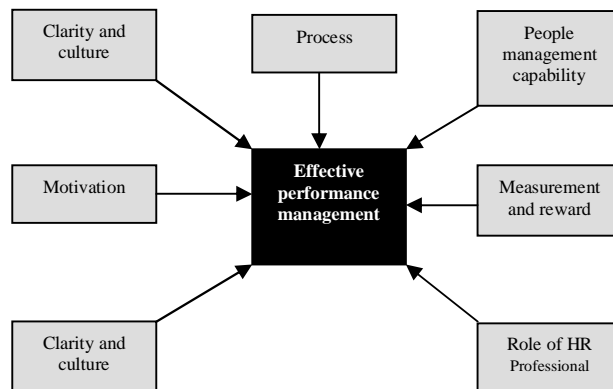 Clarity and
culture
Process
People
management
capability
Effective
performance
management
Motivation
Measurement
and reward
Clarity and
culture
Role of HR
Professional